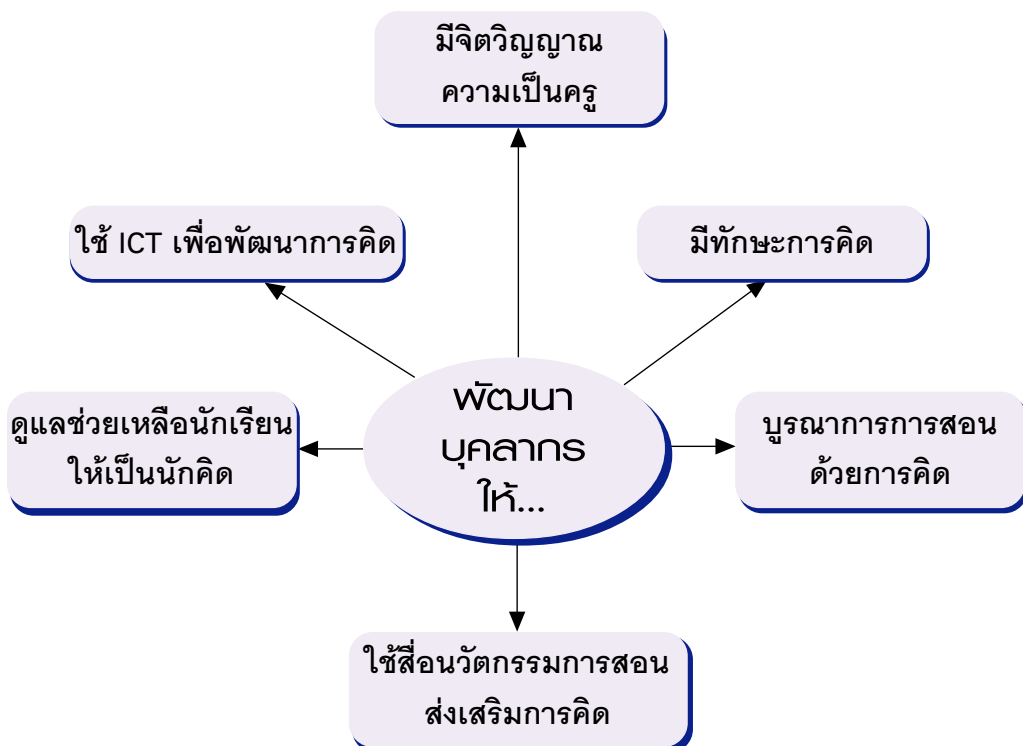 มีจิตวิญญาณ
ความเป็นครู
ใช้ ICT เพื่อพัฒนาการคิด
มีทักษะการคิด
พัฒนา
บุคลากร
ให้...
ดูแลช่วยเหลือนักเรียน
ให้เป็นนักคิด
บูรณาการการสอน
ด้วยการคิด
ใช้สื่อนวัตกรรมการสอน
ส่งเสริมการคิด